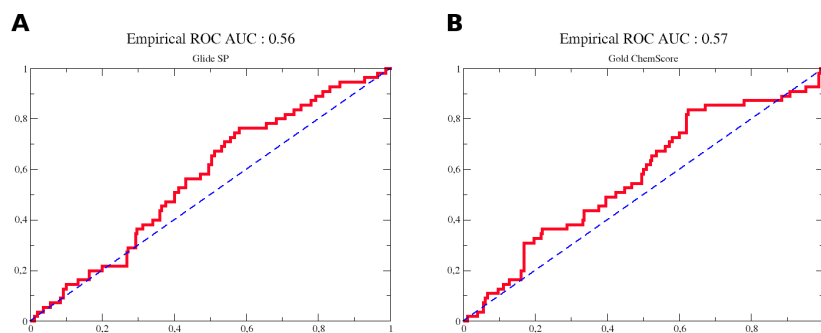 A
B
Empirical ROC AUC : 0.56
Glide SP
Empirical ROC AUC : 0.57
Gold ChemScore
1
0,8
0,6
0,4
0,2
0
0 0,2 0,4 0,6 0,8 1
1
0,8
0,6
0,4
0,2
0
0 0,2 0,4 0,6 0,8